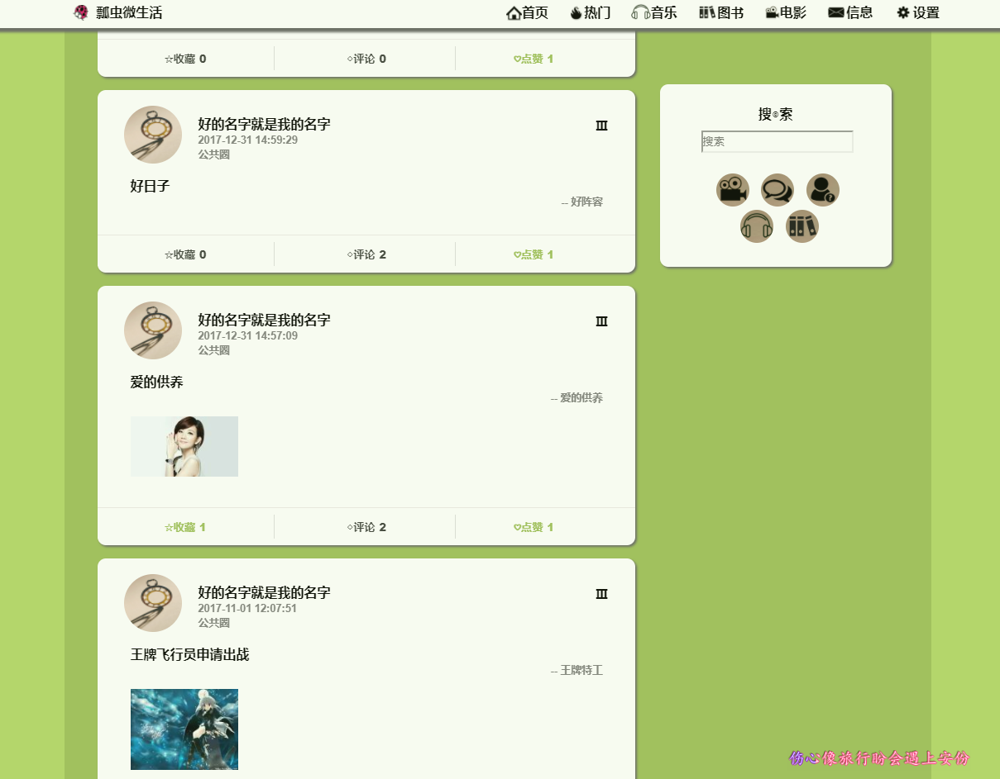 瓢虫微生活 首页 热门 音乐 图书 电影 信息 设置
☆收藏 0 ○评论 0 ♡点赞 1
好的名字就是我的名字
2017-12-31 14:59:29
公共圈
好日子
-- 好阵容
☆收藏 0 ○评论 2 ♡点赞 1
好的名字就是我的名字
2017-12-31 14:57:09
公共圈
爱的供养
-- 爱的供养
☆收藏 1 ○评论 2 ♡点赞 1
好的名字就是我的名字
2017-11-01 12:07:51
公共圈
王牌飞行员申请出战
-- 王牌特工
搜◎索
搜索
伤心像旅行盼会遇上安份